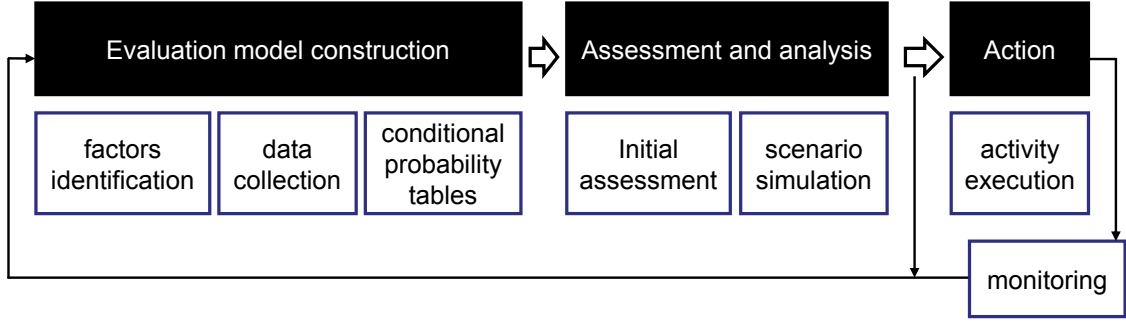 Evaluation model construction
Assessment and analysis
Action
factors
identification
data
collection
conditional
probability
tables
Initial
assessment
scenario
simulation
activity
execution
monitoring